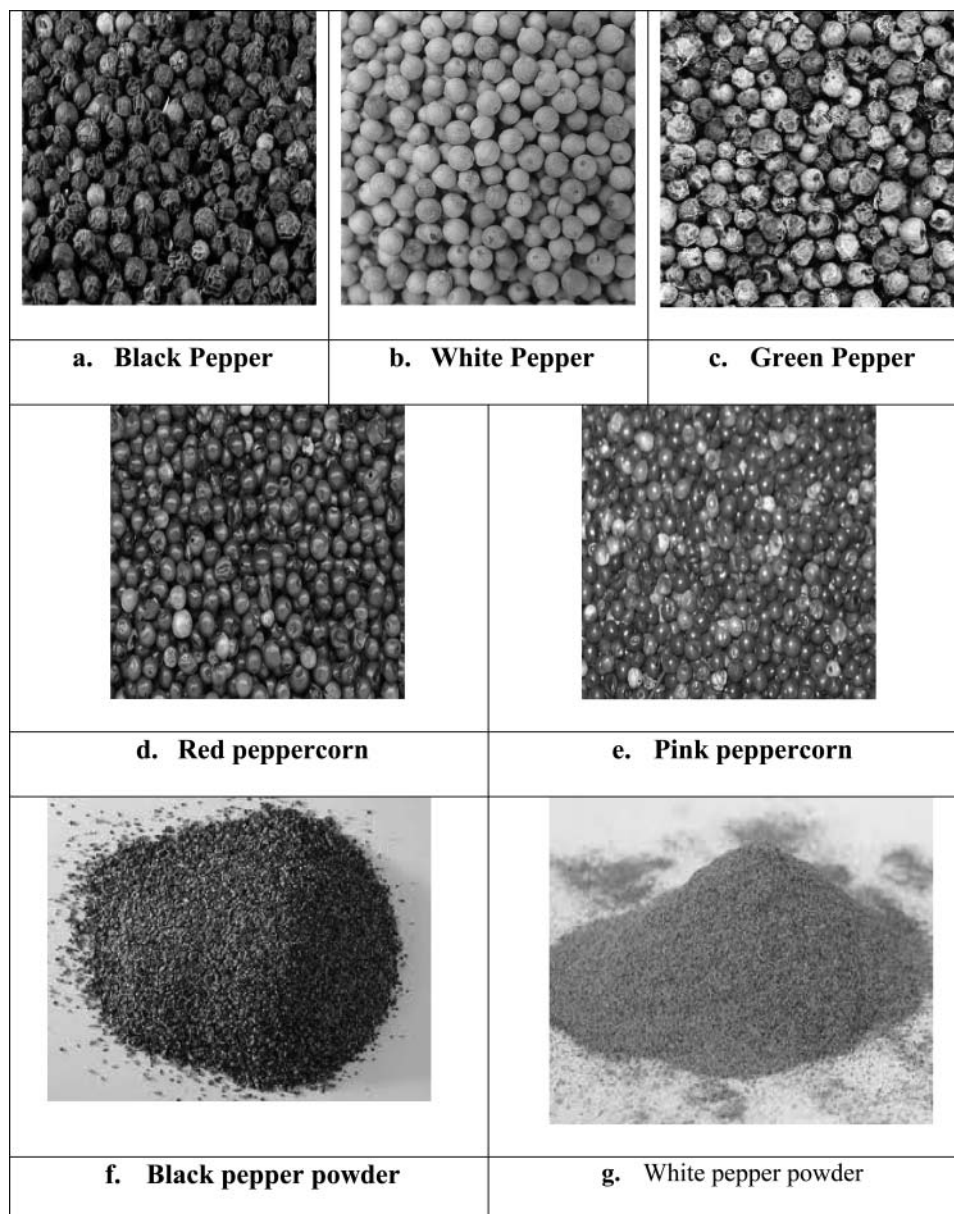 a. Black Pepper
b. White Pepper
c. Green Pepper
d. Red peppercorn
e. Pink peppercorn
f. Black pepper powder
g. White pepper powder